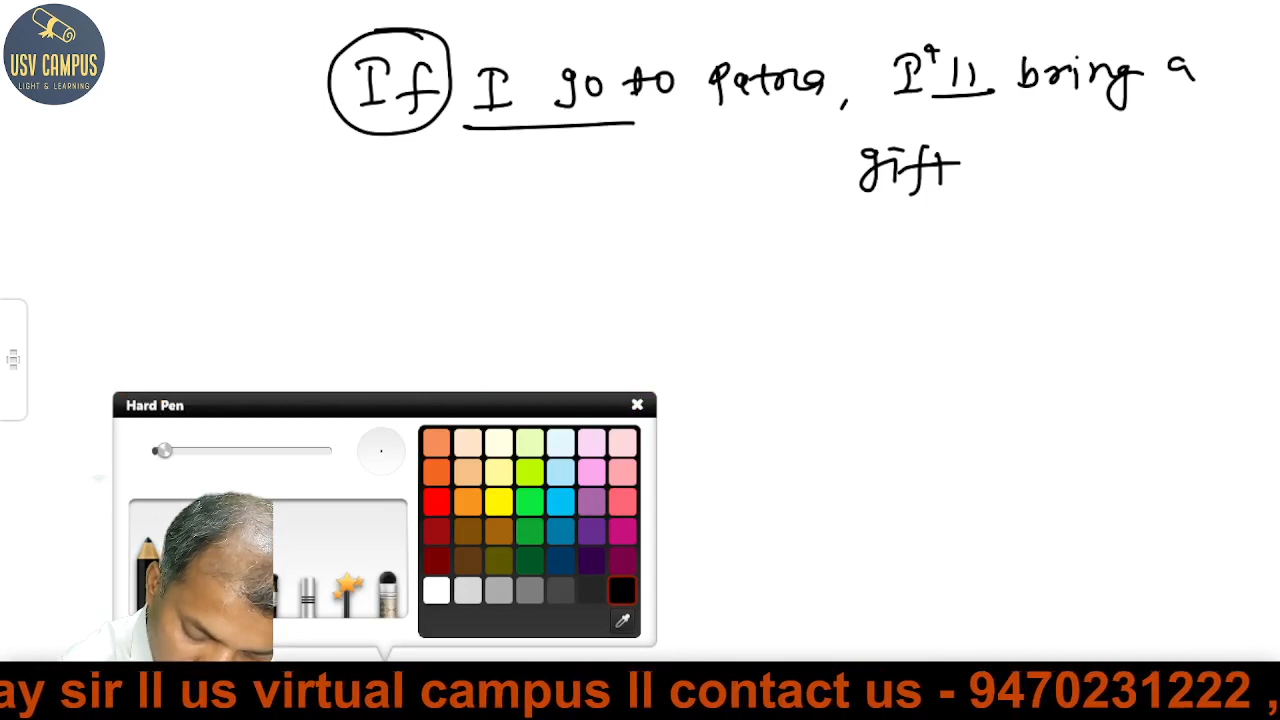 USV CAMPUS
LIGHT & LEARNING
If I go to Patna, I'll bring a
gift
Hard Pen
ay sir ll us virtual campus ll contact us - 9470231222 ,